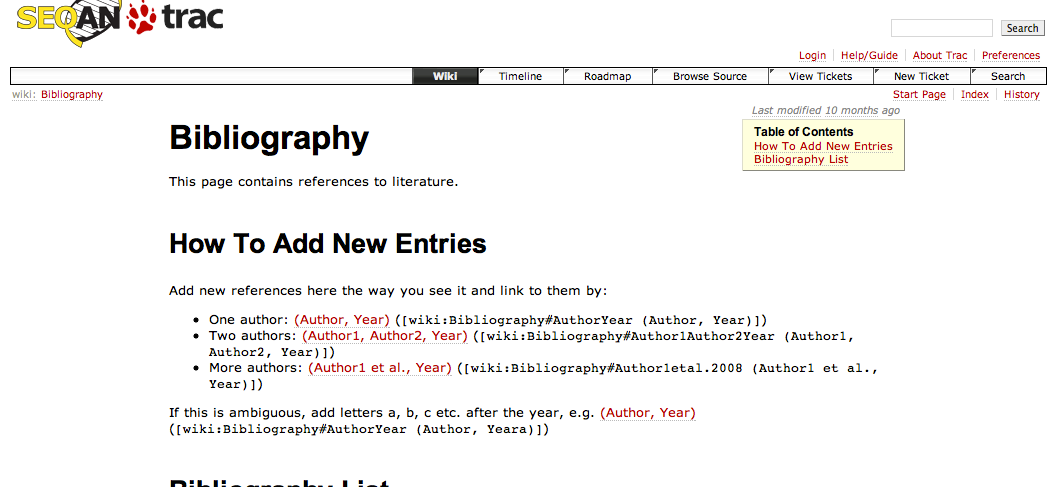 SEQAN trac
Search
Login Help/Guide About Trac Preferences
Wiki Timeline Roadmap Browse Source View Tickets New Ticket Search
wiki: Bibliography
Start Page Index History
Last modified 10 months ago
Table of Contents
How To Add New Entries
Bibliography List
Bibliography
This page contains references to literature.
How To Add New Entries
Add new references here the way you see it and link to them by:
• One author: (Author, Year) ([wiki:Bibliography#AuthorYear (Author, Year)])
• Two authors: (Author1, Author2, Year) ([wiki:Bibliography#Author1Author2Year (Author1,
Author2, Year)])
• More authors: (Author1 et al., Year) ([wiki:Bibliography#Author1etal.2008 (Author1 et al.,
Year)])
If this is ambiguous, add letters a, b, c etc. after the year, e.g. (Author, Year)
([wiki:Bibliography#AuthorYear (Author, Yeara)])
Bibliography List